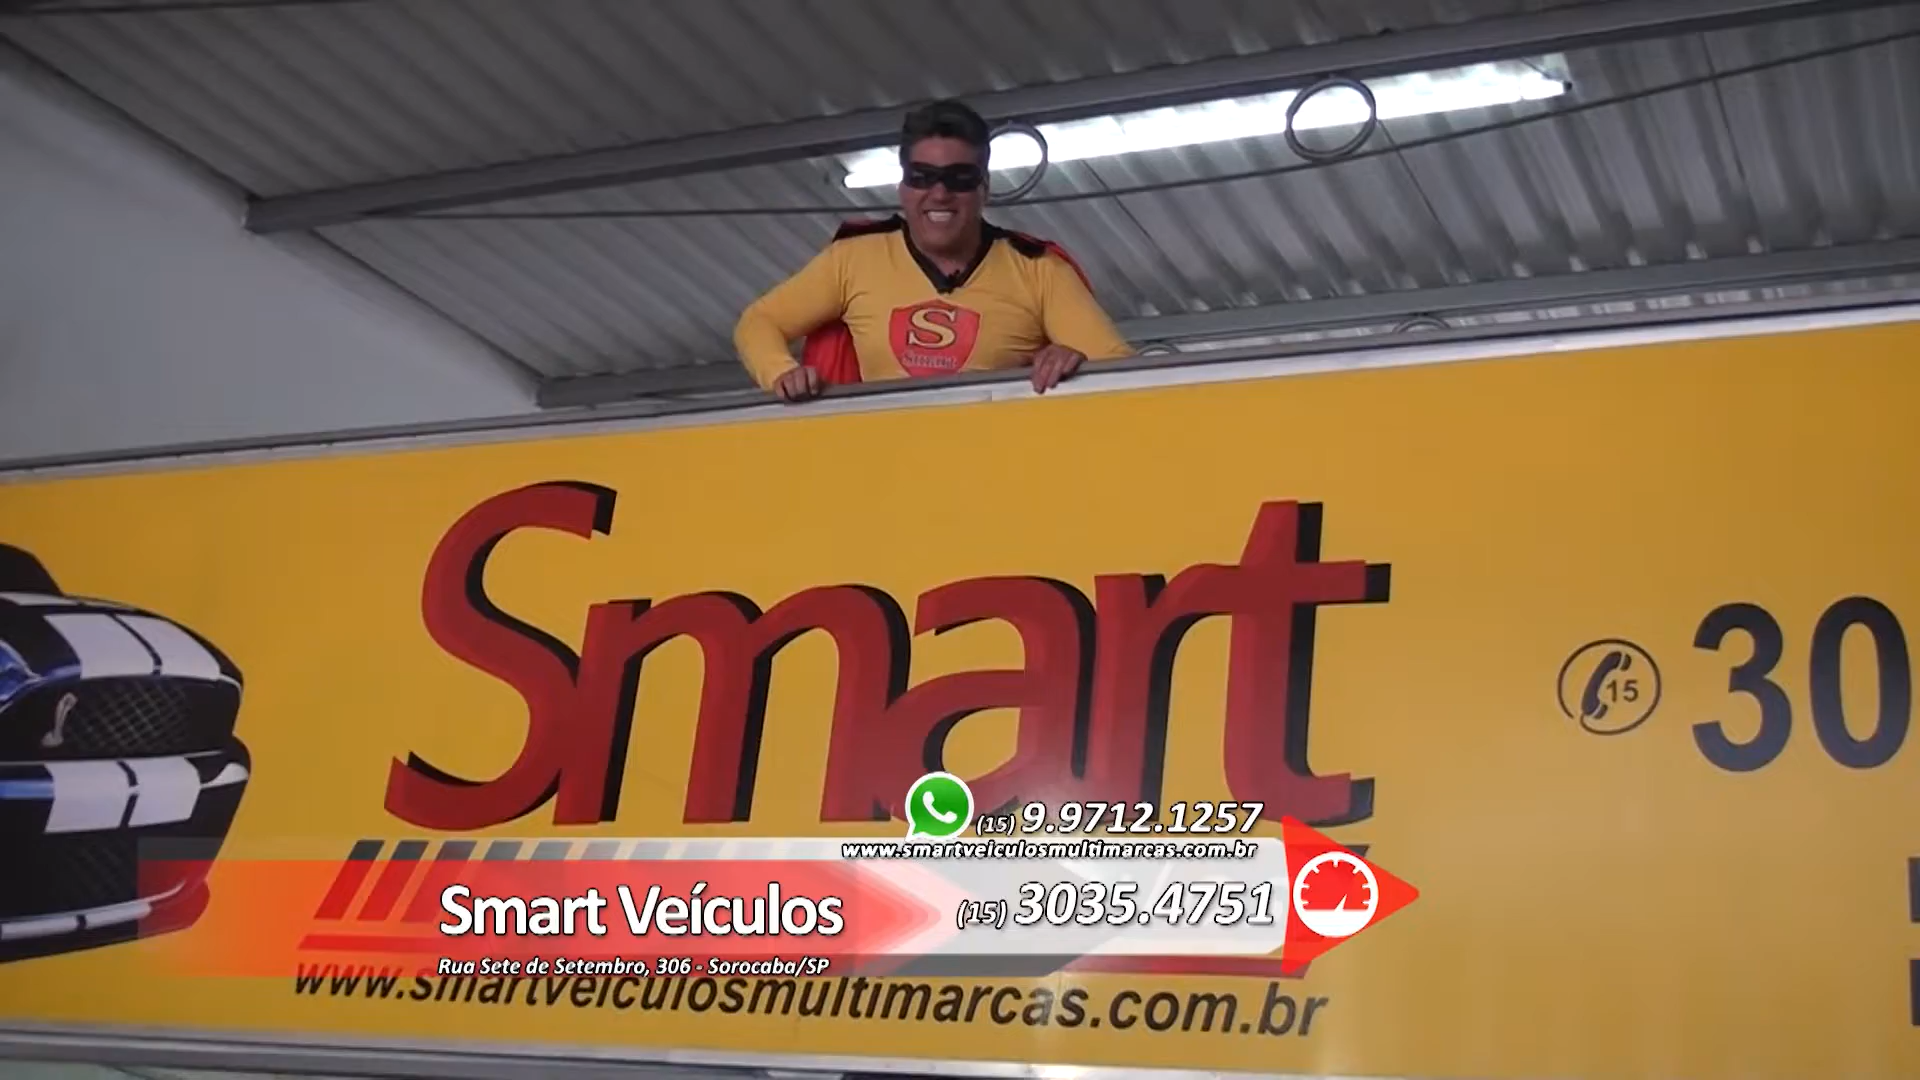 S
Smart
Smart
15
30
(15) 9.9712.1257
www.smartveiculosmultimarcas.com.br
Smart Veículos
(15) 3035.4751
Rua Sete de Setembro, 306 - Sorocaba/SP
www.smartveiculosmultimarcas.com.br